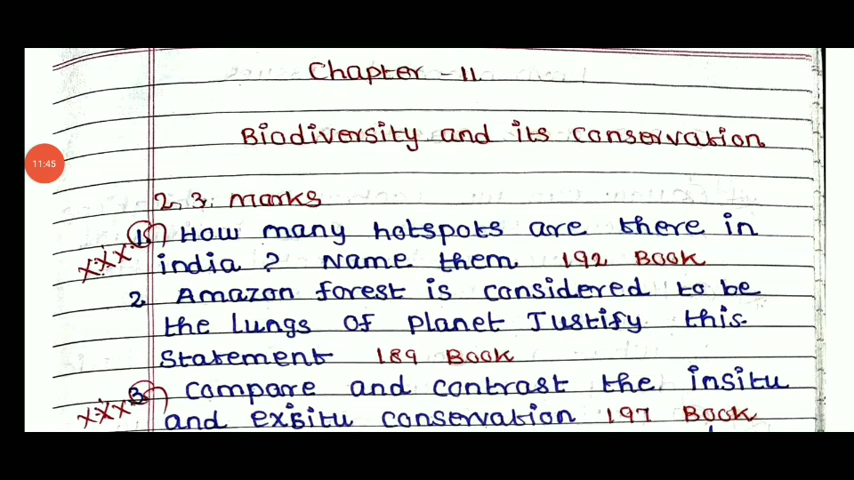 Chapter - 11.
Biodiversity and its conservation
11:45
2, 3, marks
1) How many hotspots are there in
xxx india ? Name them 192 Book
2, Amazon forest is considered to be
the lungs of planet Justify this.
Statement 189 Book
3) compare and contrast the insitu
xxx and exisitu conservation 197 Book